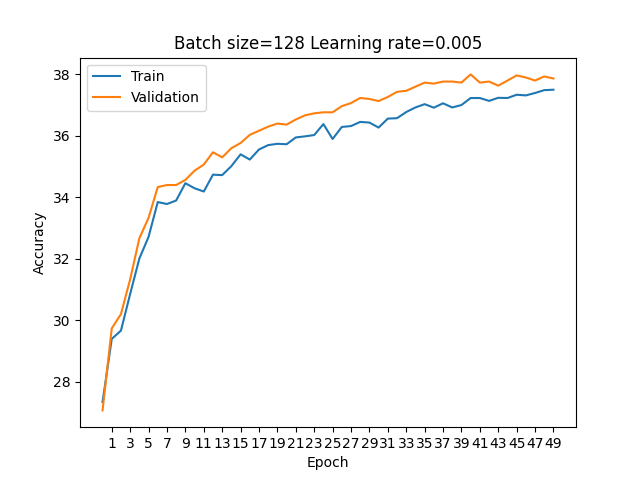 Batch size=128 Learning rate=0.005
Train
Validation
38
36
34
32
30
28
Accuracy
1 3 5 7 9 11 13 15 17 19 21 23 25 27 29 31 33 35 37 39 41 43 45 47 49
Epoch